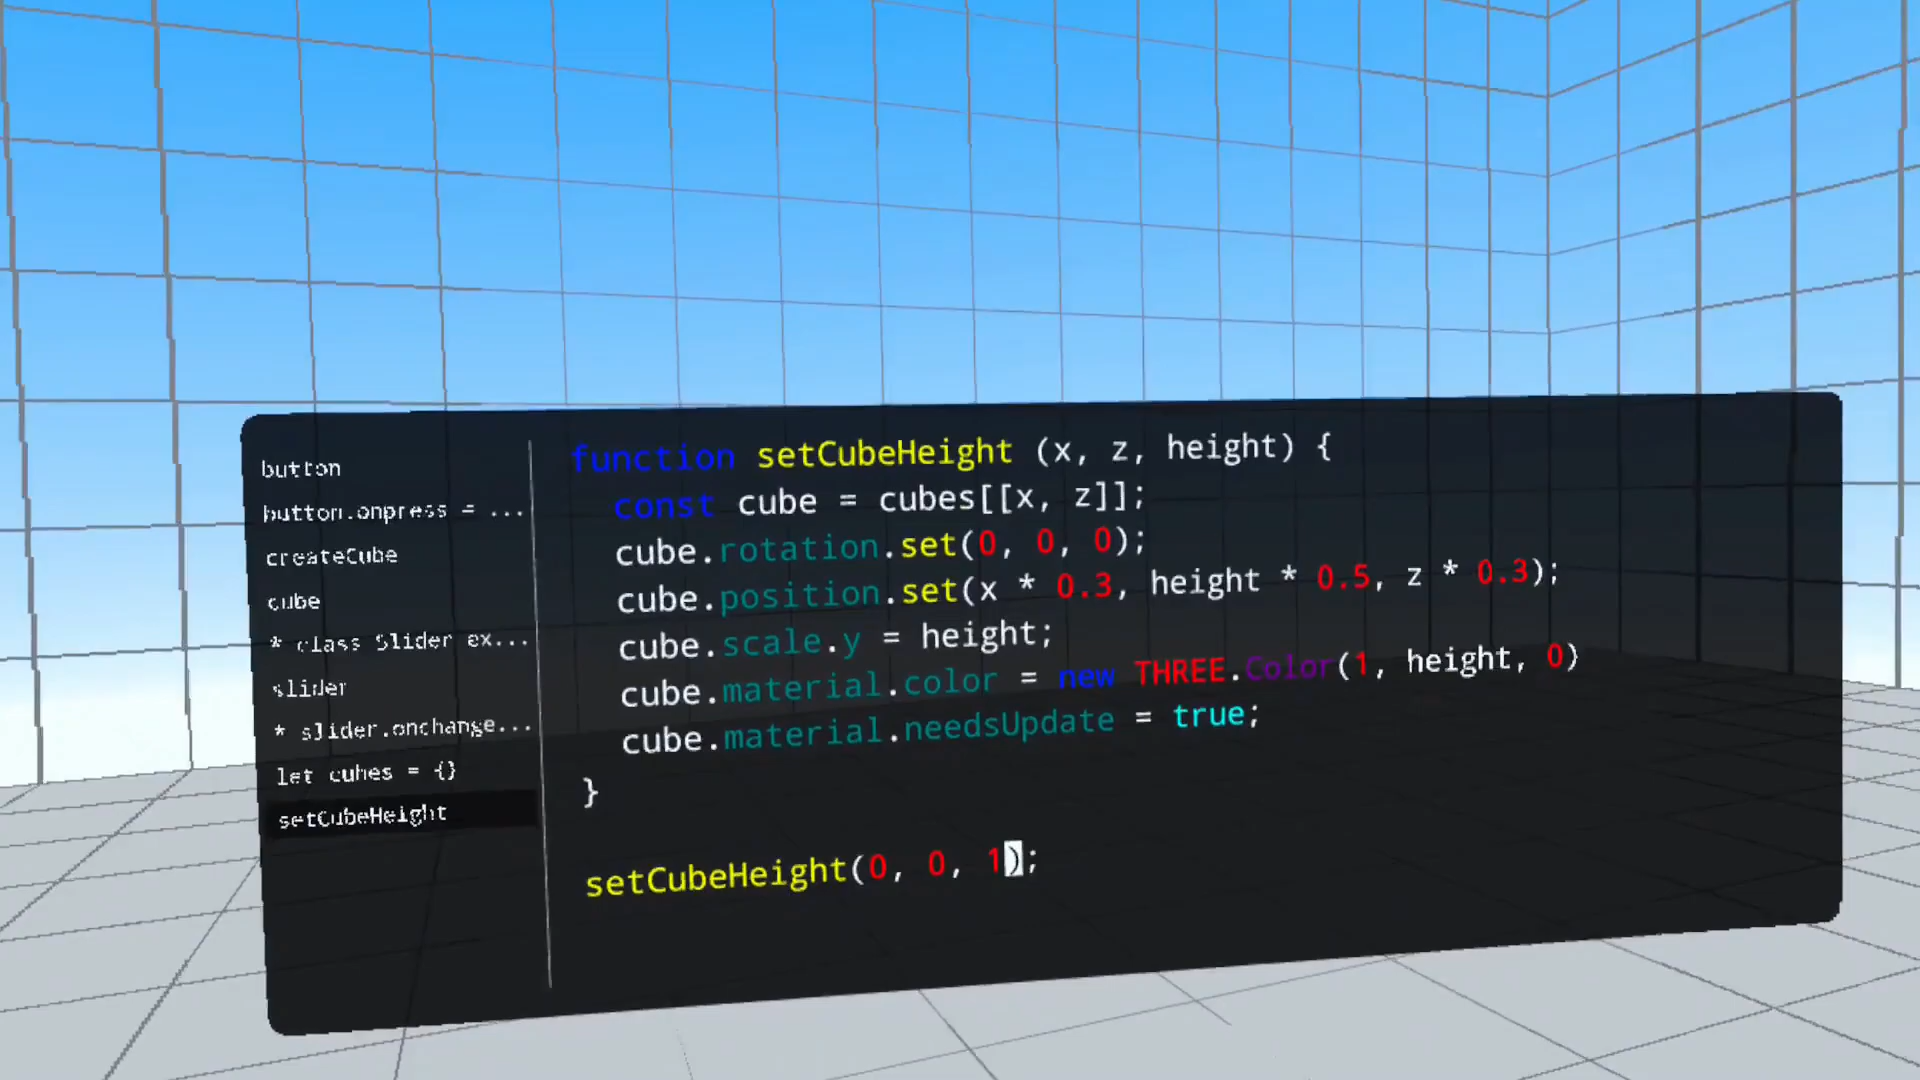 button
button.onpress = ...
createCube
cube
* class Slider ex...
slider
* slider.onchange...
let cubes = {}
setCubeHeight
function setCubeHeight (x, z, height) {
const cube = cubes[[x, z]];
cube.rotation.set(0, 0, 0);
cube.position.set(x * 0.3, height * 0.5, z * 0.3);
cube.scale.y = height;
cube.material.color = new THREE.Color(1, height, 0)
cube.material.needsUpdate = true;
}
setCubeHeight(0, 0, 1);